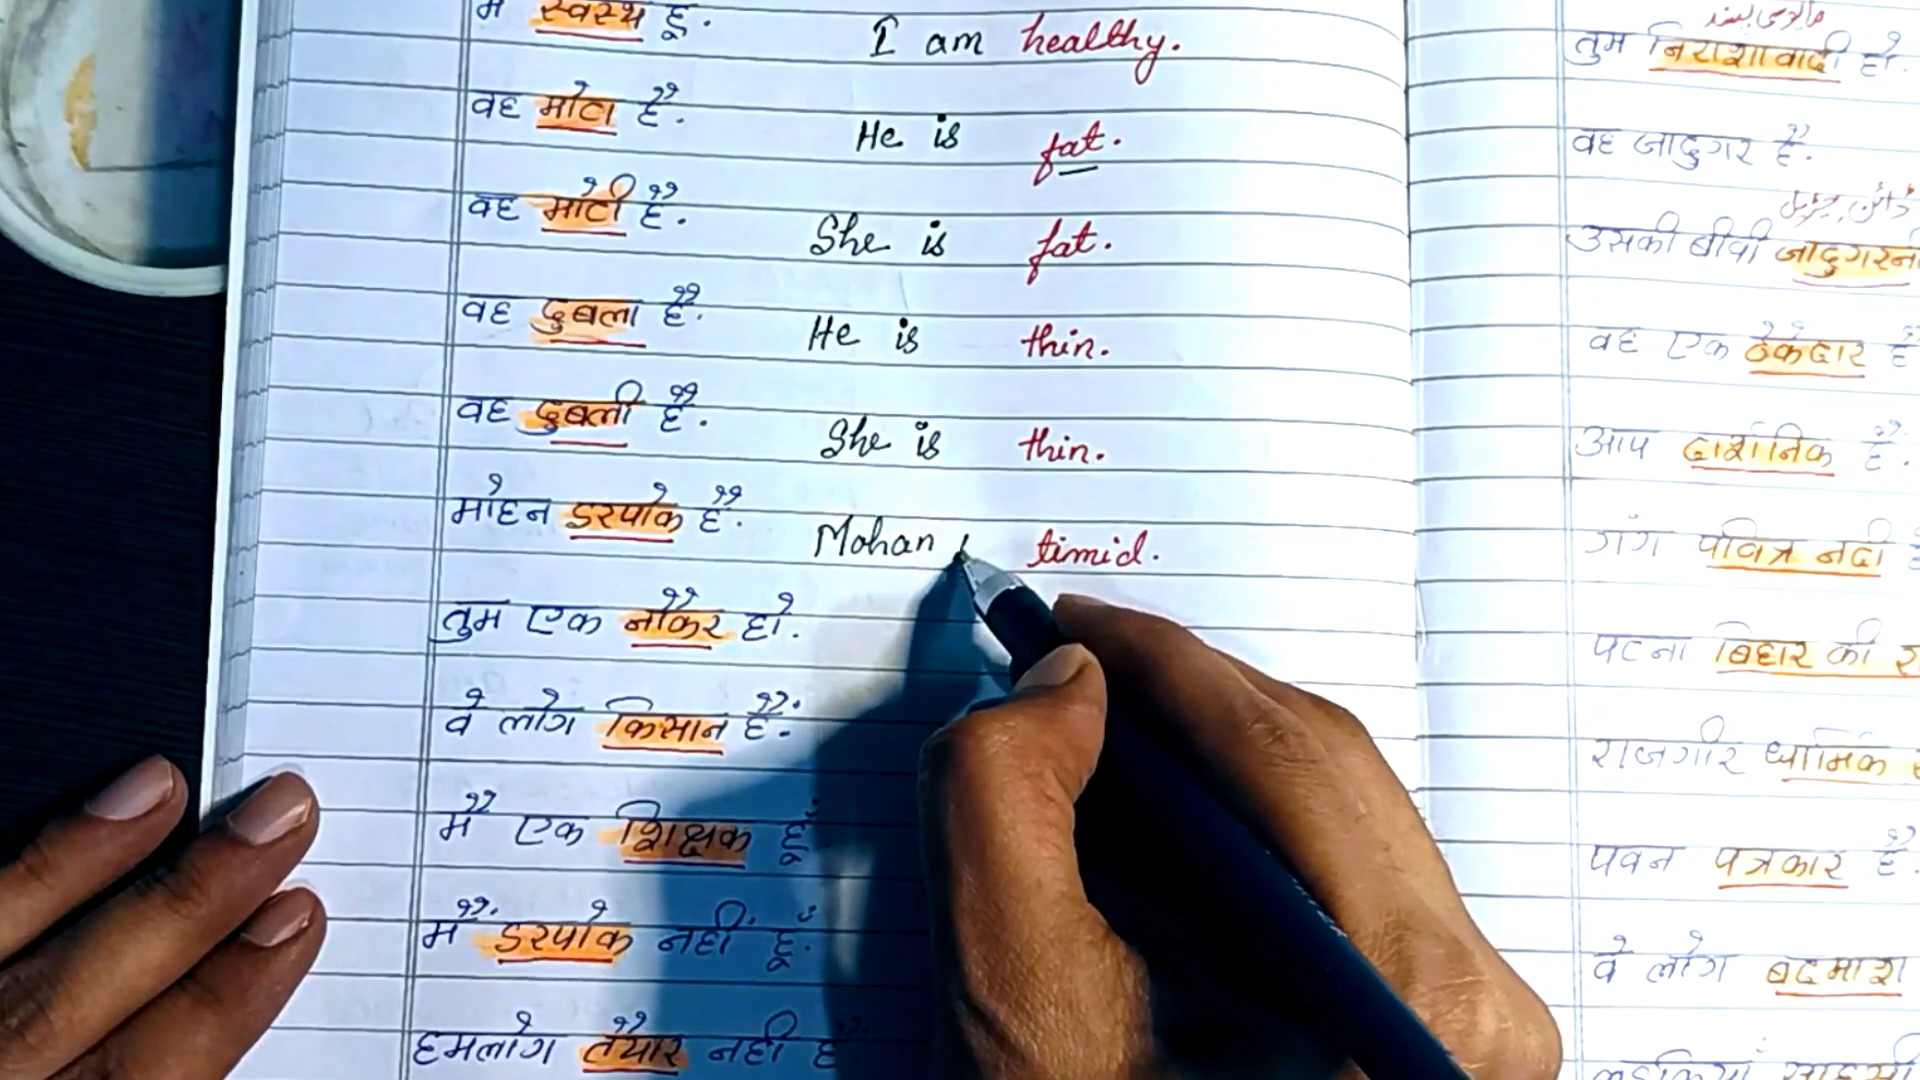 मैं स्वस्थ हूँ. I am healthy.
वह मोटा है. He is fat.
वह मोटी है. She is fat.
वह दुबला है. He is thin.
वह दुबली है. She is thin.
मोहन डरपोक है. Mohan timid.
तुम एक नौकर हो.
वे लोग किसान हैं.
मैं एक शिक्षक हूँ
मैं डरपोक नहीं हूँ.
हमलोग तैयार नहीं हैं
तुम निराशावादी हो.
वह जादुगर है.
उसकी बीवी जादुगरनी
वह एक ठेकेदार है
आप दार्शनिक हैं.
गंगा पवित्र नदी है
पटना बिहार की रा
राजगीर धार्मिक
पवन पत्रकार है.
वे लोग बदमाश